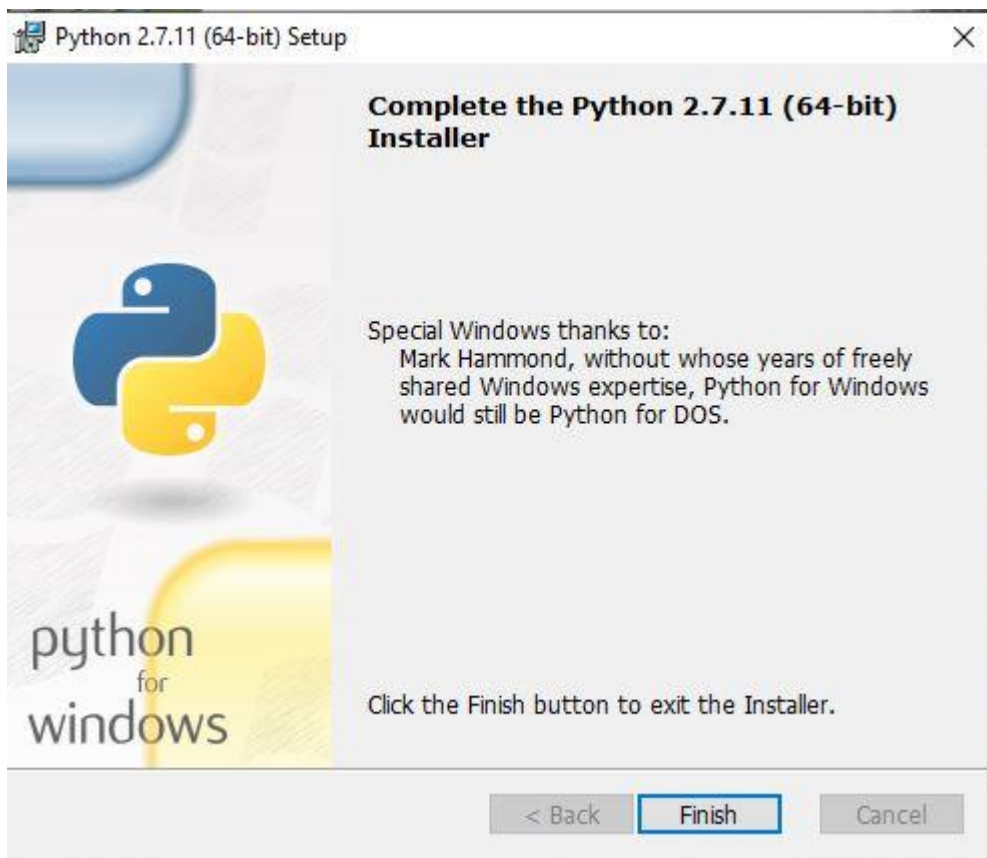 Python 2.7.11 (64-bit) Setup
Complete the Python 2.7.11 (64-bit)
Installer
Special Windows thanks to:
Mark Hammond, without whose years of freely
shared Windows expertise, Python for Windows
would still be Python for DOS.
python
for
windows
Click the Finish button to exit the Installer.
< Back
Finish
Cancel